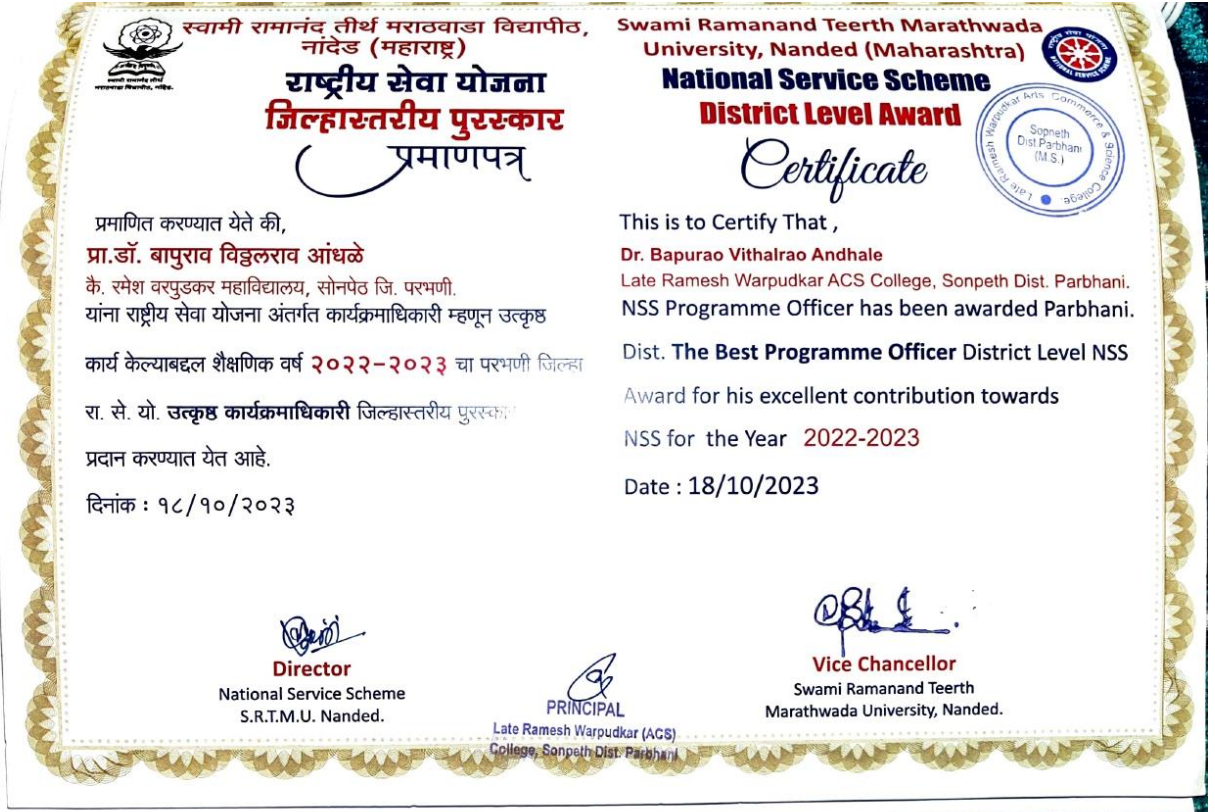 स्वामी रामानंद तीर्थ मराठवाडा विद्यापीठ,
नांदेड (महाराष्ट्र)
राष्ट्रीय सेवा योजना
जिल्हास्तरीय पुरस्कार
प्रमाणपत्र
प्रमाणित करण्यात येते की,
प्रा.डॉ. बापुराव विठ्ठलराव आंधळे
कै. रमेश वरपुडकर महाविद्यालय, सोनपेठ जि. परभणी.
यांना राष्ट्रीय सेवा योजना अंतर्गत कार्यक्रमाधिकारी म्हणून उत्कृष्ठ
कार्य केल्याबद्दल शैक्षणिक वर्ष २०२२-२०२३ चा परभणी जिल्हा
रा. से. यो. उत्कृष्ठ कार्यक्रमाधिकारी जिल्हास्तरीय पुरस्कार
प्रदान करण्यात येत आहे.
दिनांक : १८/१०/२०२३
Swami Ramanand Teerth Marathwada
University, Nanded (Maharashtra)
National Service Scheme
District Level Award
Certificate
Late Ramesh Warpudkar Arts Commerce & Science College.
Sopneth
Dist.Parbhani
(M.S.)
This is to Certify That ,
Dr. Bapurao Vithalrao Andhale
Late Ramesh Warpudkar ACS College, Sonpeth Dist. Parbhani.
NSS Programme Officer has been awarded Parbhani.
Dist. The Best Programme Officer District Level NSS
Award for his excellent contribution towards
NSS for the Year 2022-2023
Date : 18/10/2023
Director
National Service Scheme
S.R.T.M.U. Nanded.
PRINCIPAL
Late Ramesh Warpudkar (ACS)
College, Sonpeth Dist. Parbhani
Vice Chancellor
Swami Ramanand Teerth
Marathwada University, Nanded.